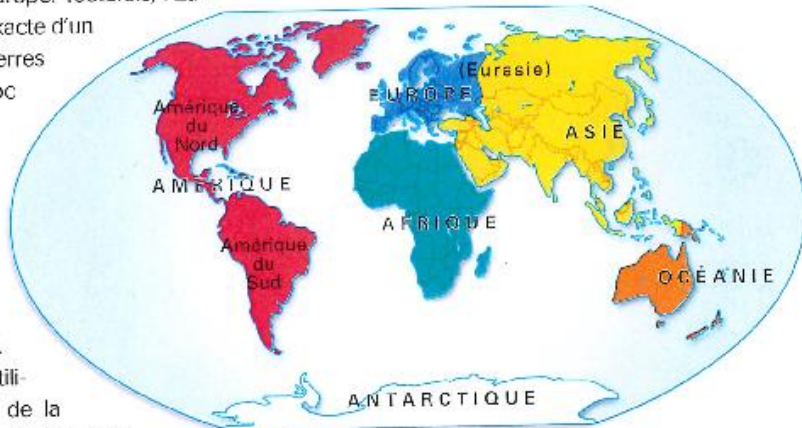 xacte d'un
erres
(Eurasie)
EUROPE
Amérique
du
Nord
ASIE
AMÉRIQUE
AFRIQUE
Amérique
du
Sud
OCÉANIE
ANTARCTIQUE
tili-
de la